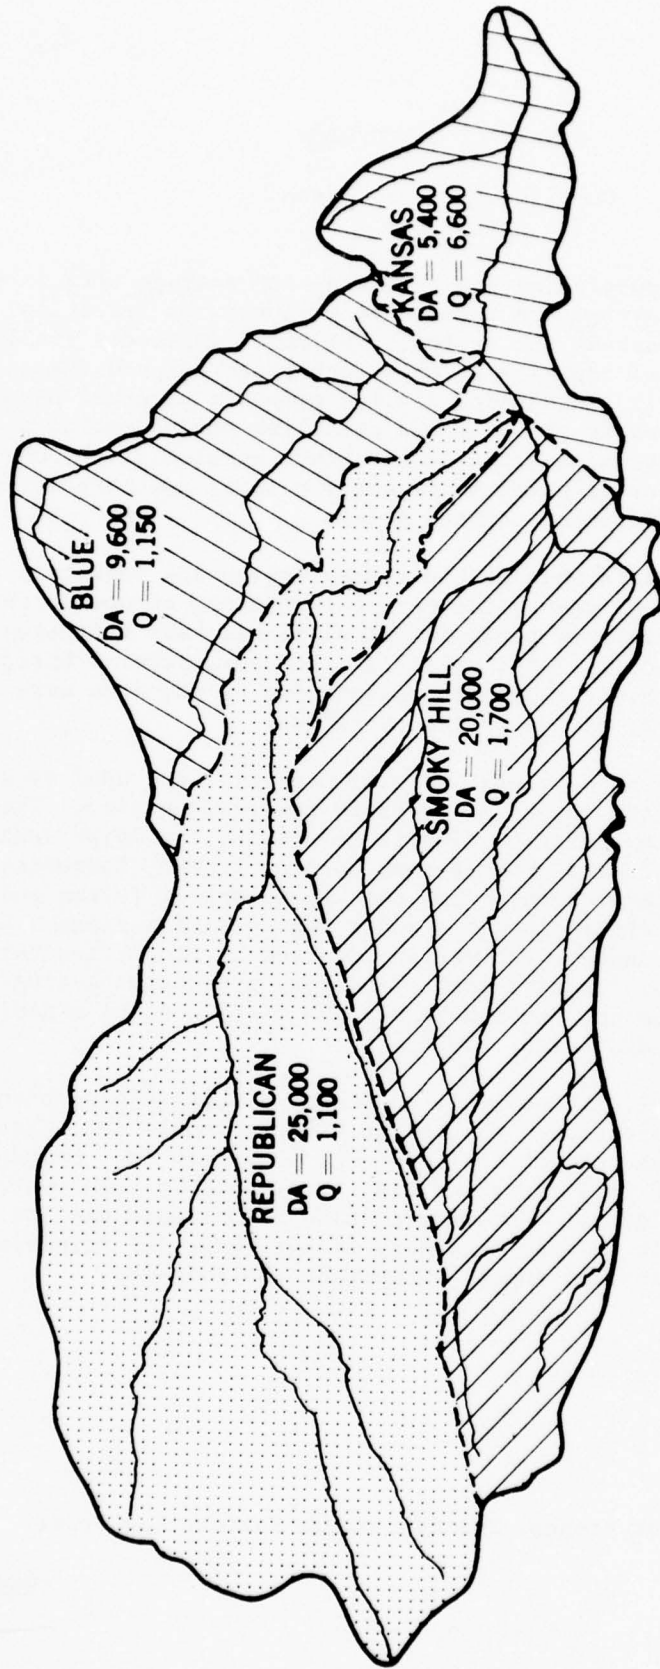 BLUE
DA = 9,600
Q = 1,150
KANSAS
DA = 5,400
Q = 6,600
REPUBLICAN
DA = 25,000
Q = 1,100
SMOKY HILL
DA = 20,000
Q = 1,700